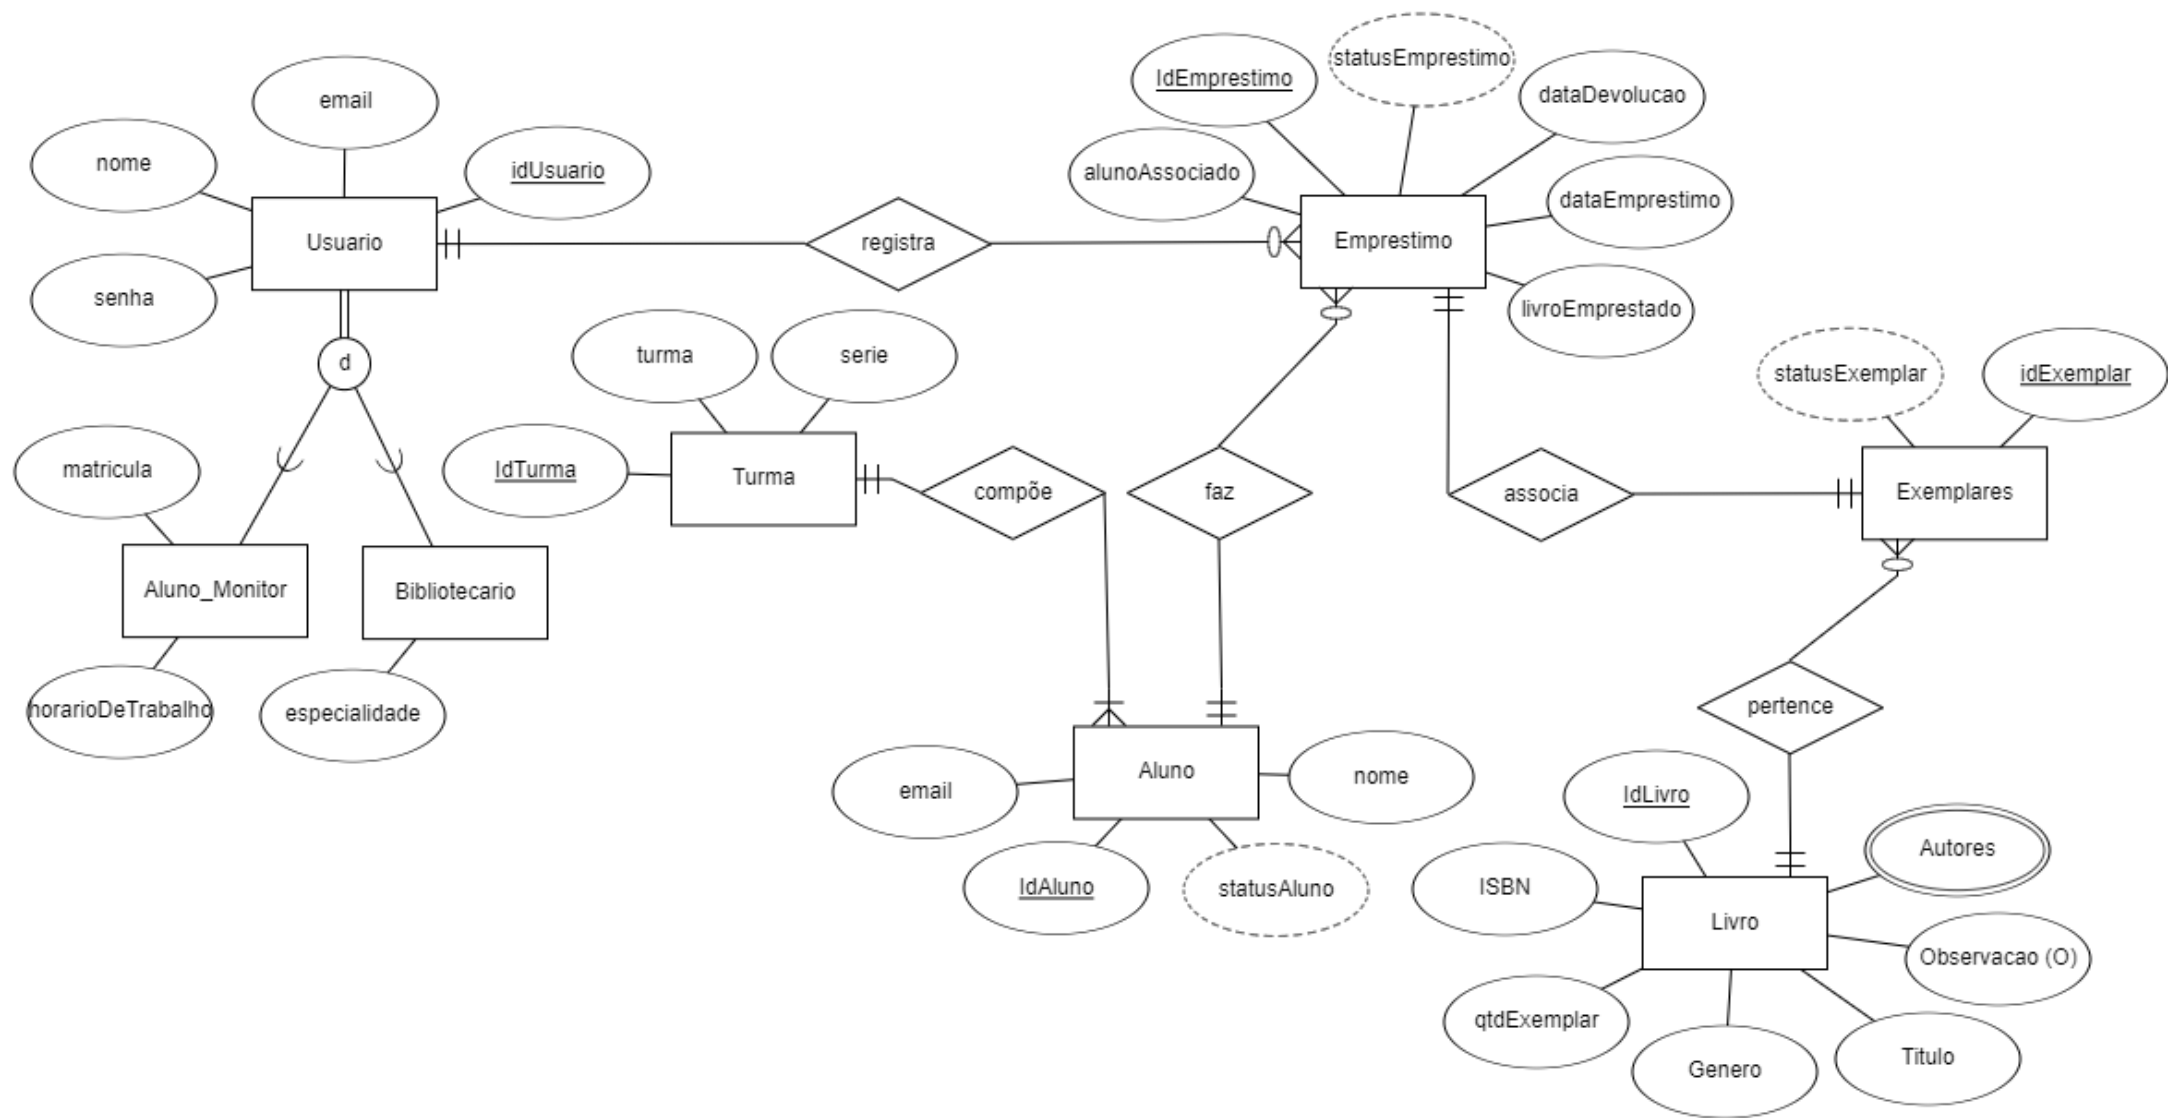 statusEmprestimo
IdEmprestimo
dataDevolucao
email
nome
idUsuario
alunoAssociado
dataEmprestimo
Usuario
registra
Emprestimo
senha
livroEmprestado
d
turma
serie
statusExemplar
idExemplar
matricula
IdTurma
Turma
compõe
faz
associa
Exemplares
Aluno_Monitor
Bibliotecario
horarioDeTrabalho
especialidade
pertence
email
Aluno
nome
IdLivro
IdAluno
statusAluno
ISBN
Autores
Livro
Observacao (O)
qtdExemplar
Genero
Titulo